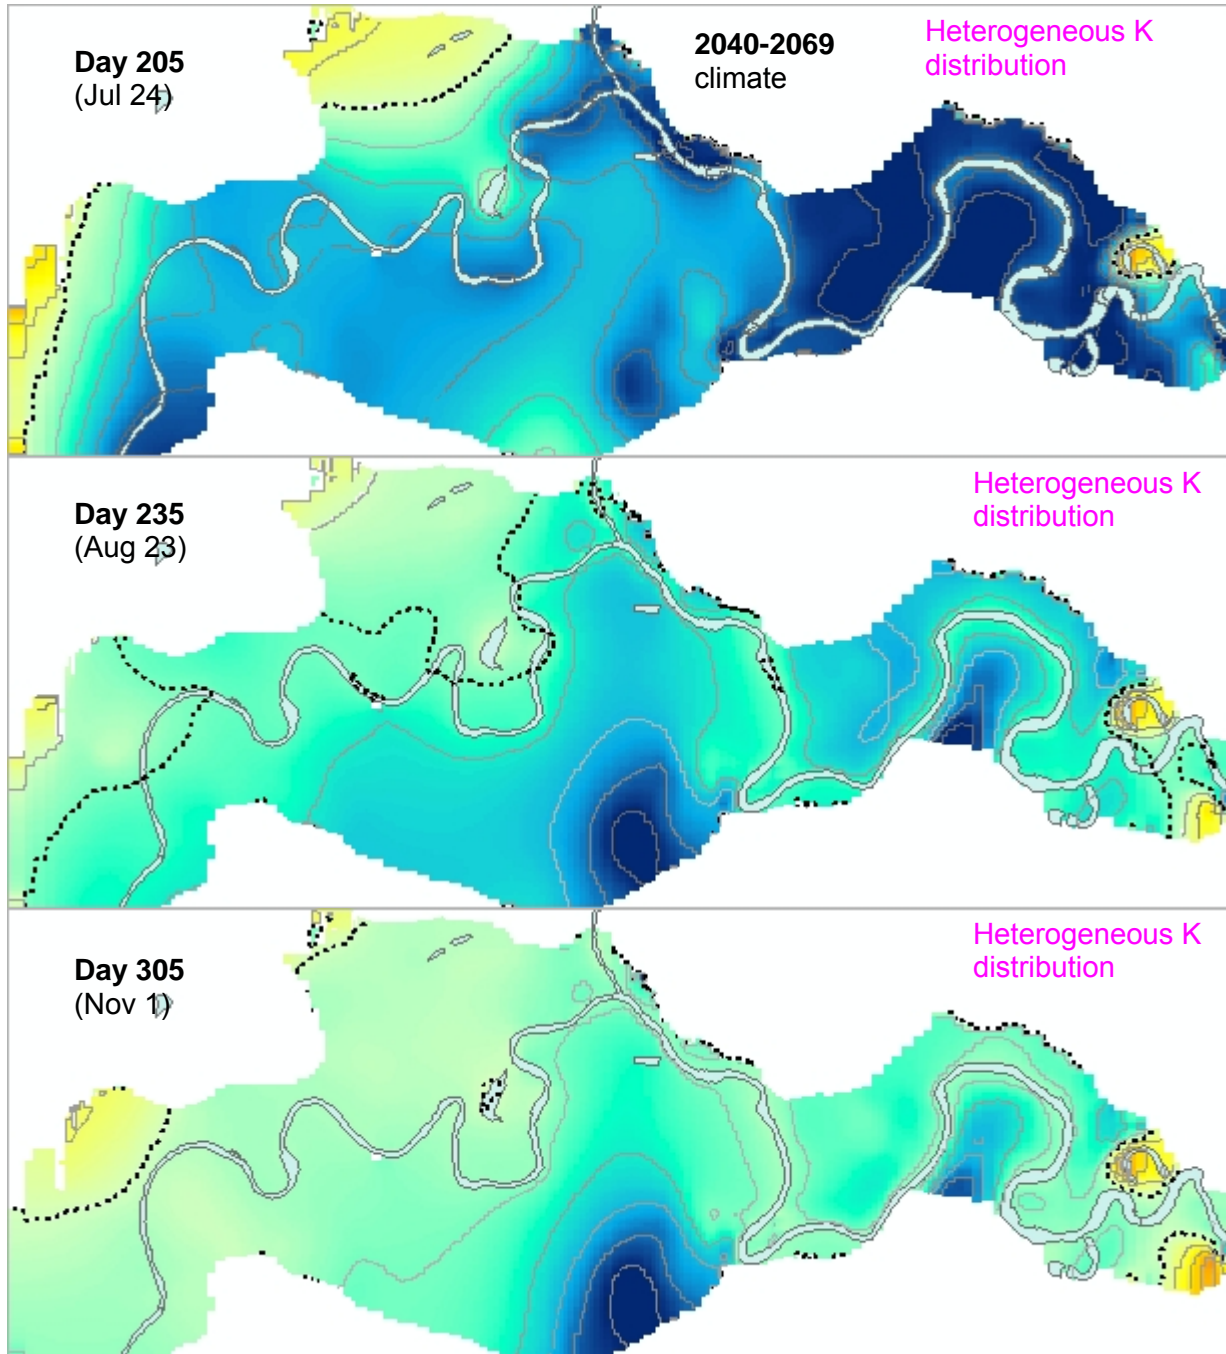 Day 205
(Jul 24)
2040-2069
climate
Heterogeneous K
distribution
Day 235
(Aug 23)
Heterogeneous K
distribution
Day 305
(Nov 1)
Heterogeneous K
distribution